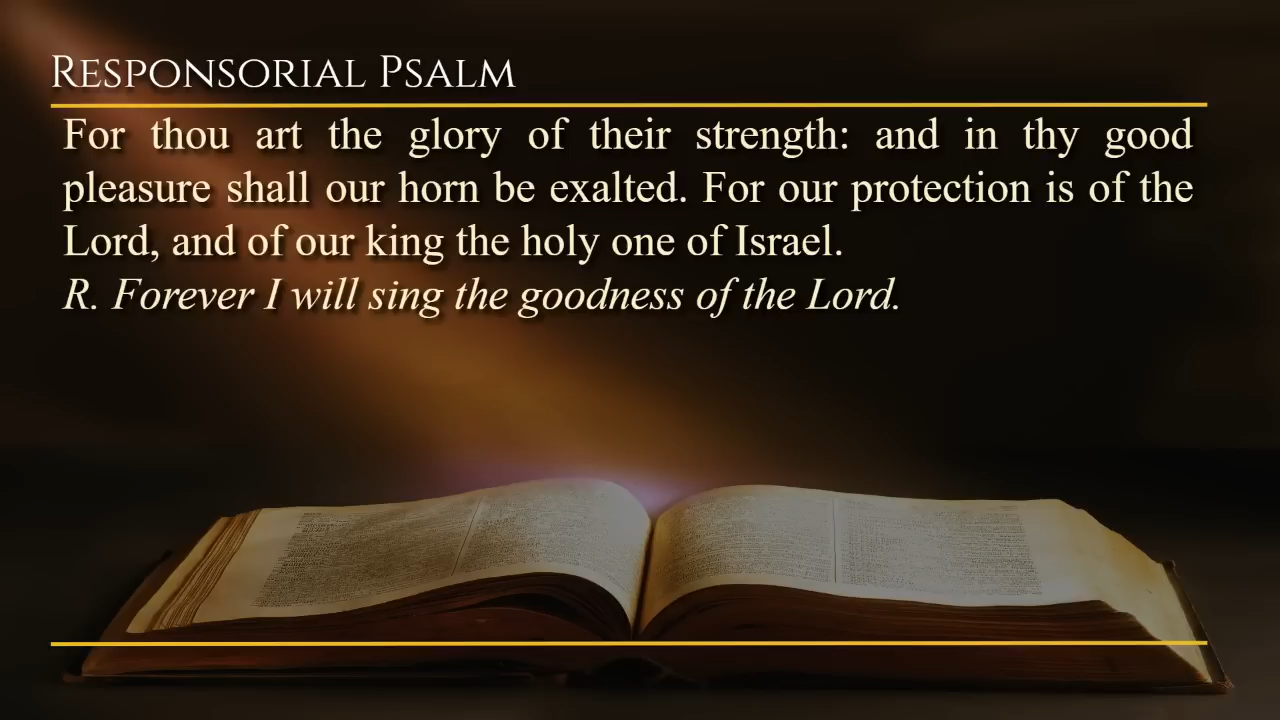 Responsorial Psalm
For thou art the glory of their strength: and in thy good
pleasure shall our horn be exalted. For our protection is of the
Lord, and of our king the holy one of Israel.
R. Forever I will sing the goodness of the Lord.